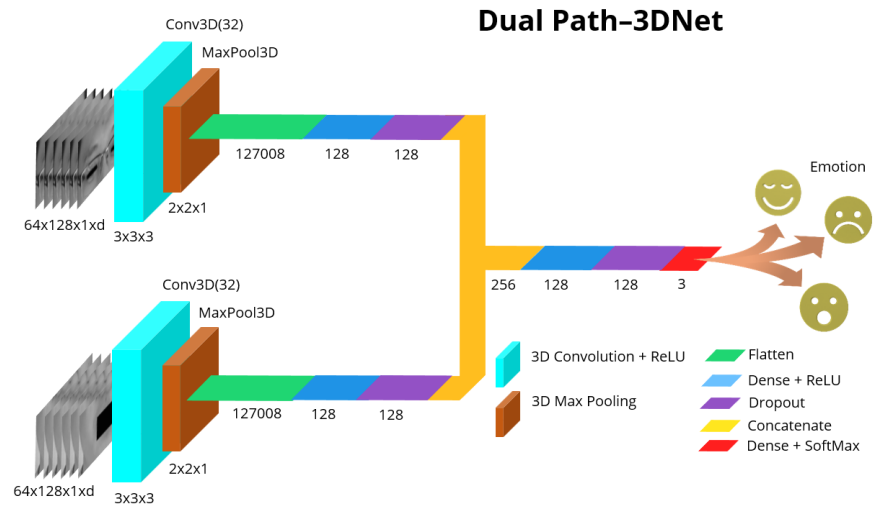 Dual Path–3DNet
Conv3D(32)
MaxPool3D
127008
128
128
2x2x1
64x128x1xd
3x3x3
Emotion
256
128
128
3
Conv3D(32)
MaxPool3D
127008
128
128
2x2x1
64x128x1xd
3x3x3
3D Convolution + ReLU
3D Max Pooling
Flatten
Dense + ReLU
Dropout
Concatenate
Dense + SoftMax